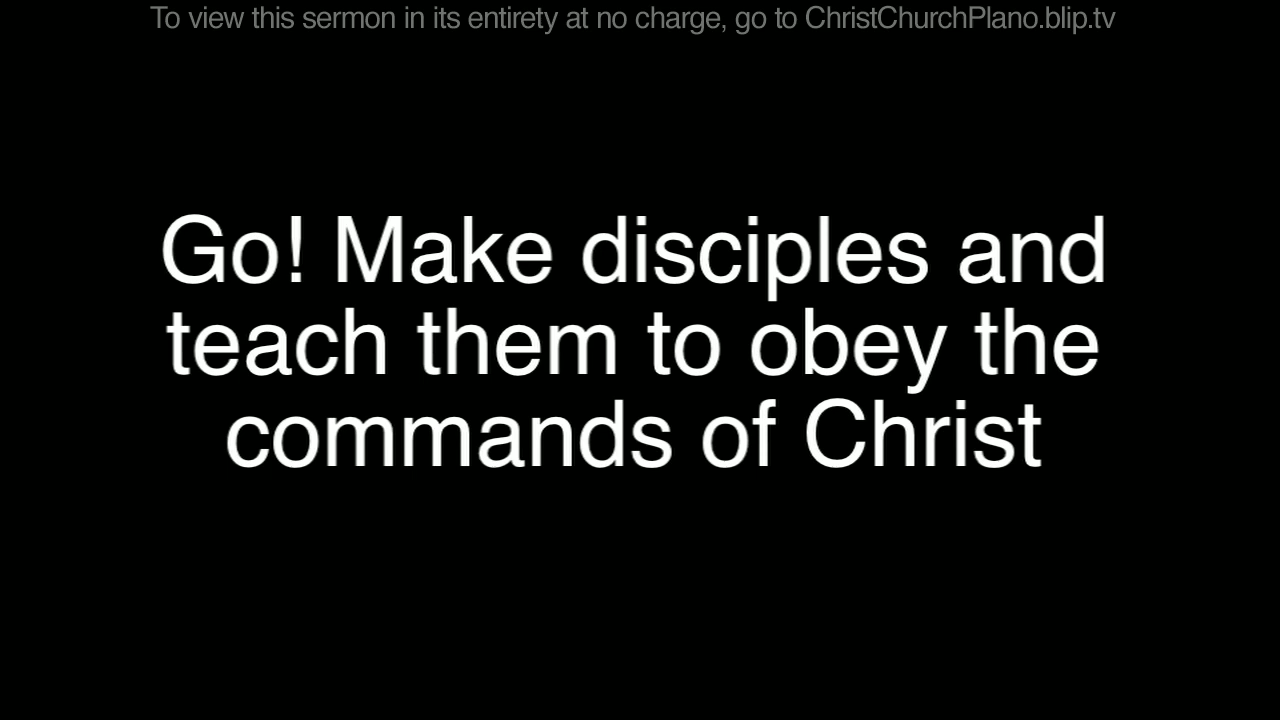 To view this sermon in its entirety at no charge, go to ChristChurchPlano.blip.tv
Go! Make disciples and
teach them to obey the
commands of Christ